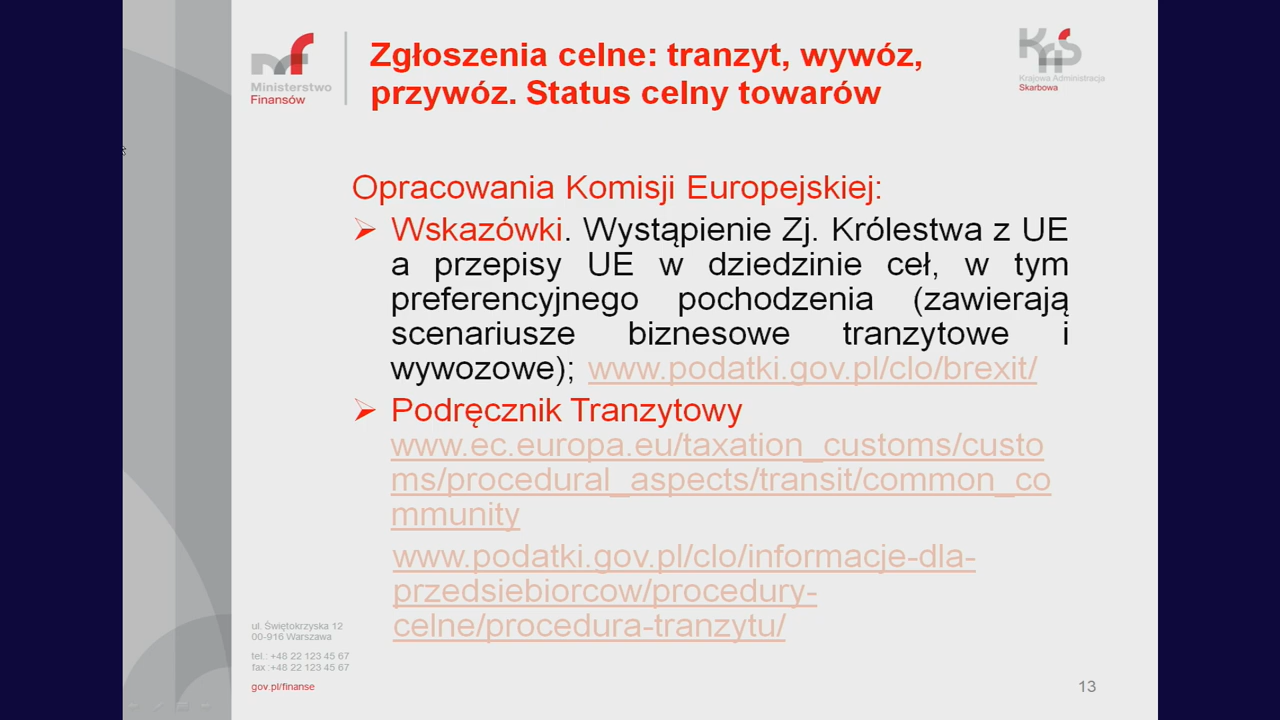 Ministerstwo
Finansów
Zgłoszenia celne: tranzyt, wywóz,
przywóz. Status celny towarów
KAS
Krajowa Administracja
Skarbowa
Opracowania Komisji Europejskiej:
Wskazówki. Wystąpienie Zj. Królestwa z UE
a przepisy UE w dziedzinie ceł, w tym
preferencyjnego pochodzenia (zawierają
scenariusze biznesowe tranzytowe i
wywozowe); www.podatki.gov.pl/clo/brexit/
Podręcznik Tranzytowy
www.ec.europa.eu/taxation_customs/custo
ms/procedural_aspects/transit/common_co
mmunity
www.podatki.gov.pl/clo/informacje-dla-
przedsiebiorcow/procedury-
celne/procedura-tranzytu/
ul. Świętokrzyska 12
00-916 Warszawa
tel.: +48 22 123 45 67
fax :+48 22 123 45 67
gov.pl/finanse
13